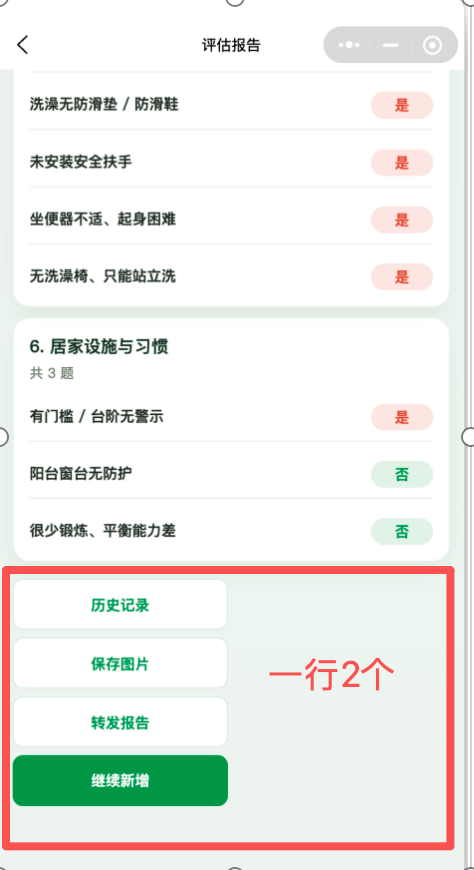 评估报告
洗澡无防滑垫 / 防滑鞋 是
未安装安全扶手 是
坐便器不适、起身困难 是
无洗澡椅、只能站立洗 是
6. 居家设施与习惯
共 3 题
有门槛 / 台阶无警示 是
阳台窗台无防护 否
很少锻炼、平衡能力差 否
历史记录
保存图片
一行2个
转发报告
继续新增